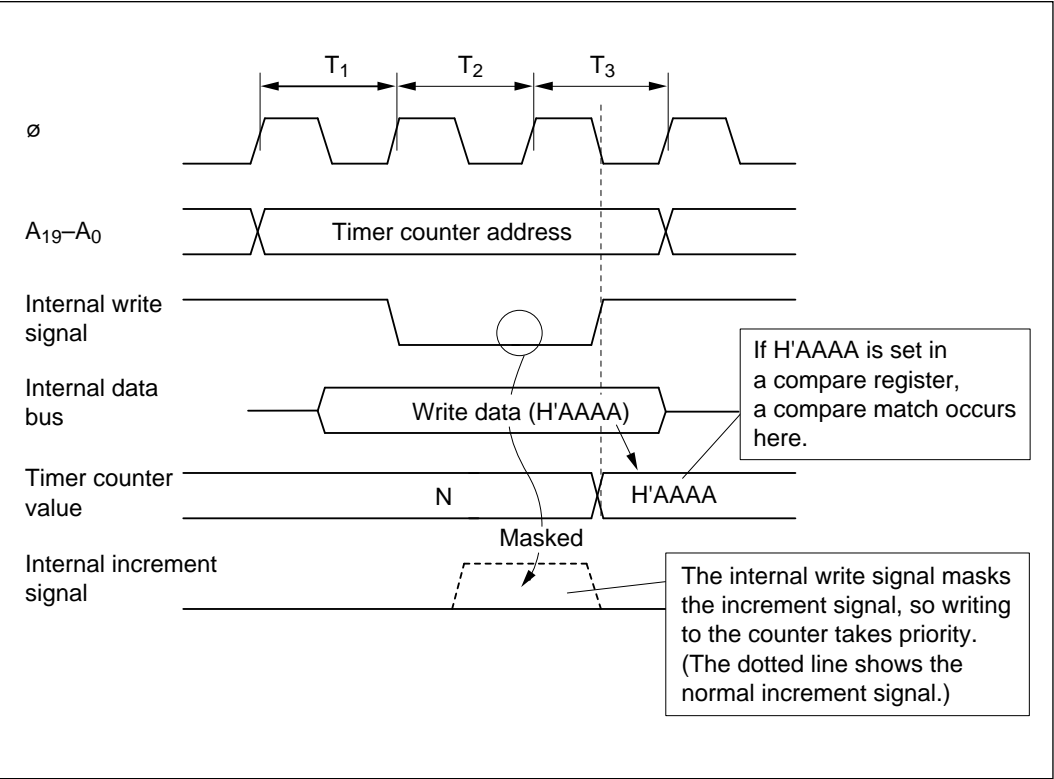 T1 T2 T3
ø
A19–A0 Timer counter address
Internal write
signal
If H'AAAA is set in
a compare register,
a compare match occurs
here.
Internal data
bus
Write data (H'AAAA)
Timer counter
value
N H'AAAA
Masked
Internal increment
signal
The internal write signal masks
the increment signal, so writing
to the counter takes priority.
(The dotted line shows the
normal increment signal.)